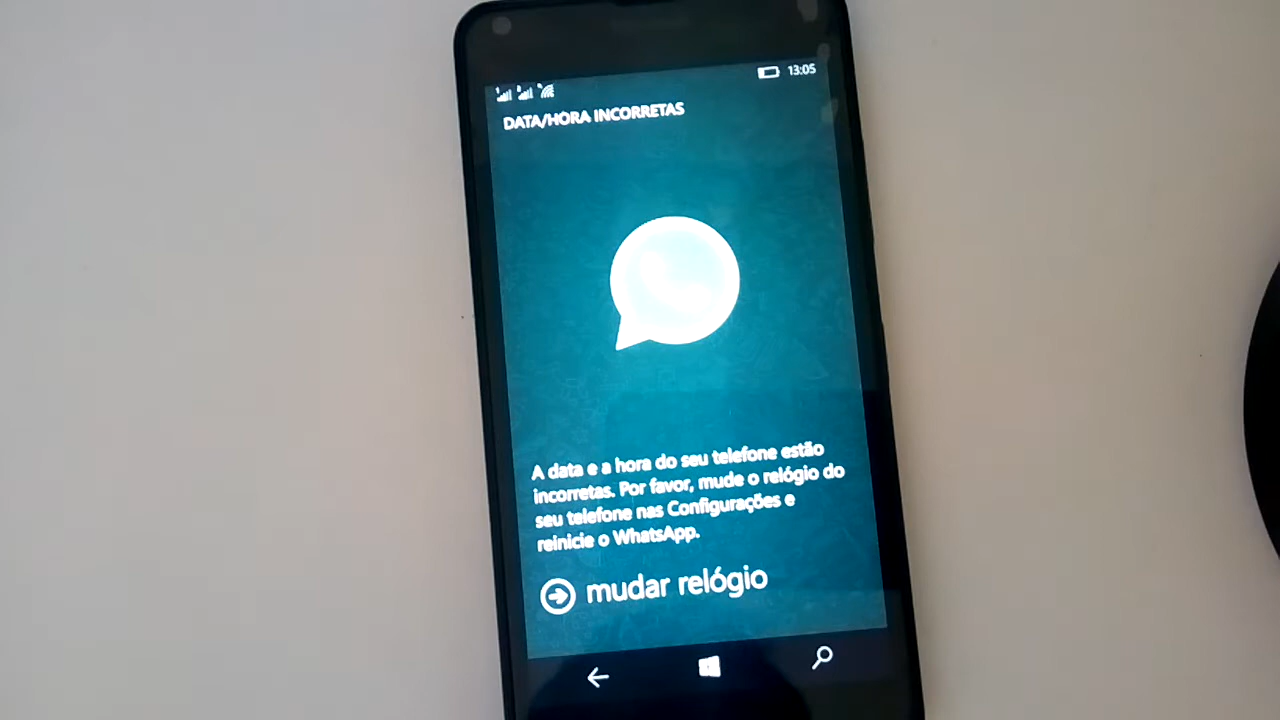 13:05
DATA/HORA INCORRETAS
A data e a hora do seu telefone estão
incorretas. Por favor, mude o relógio do
seu telefone nas Configurações e
reinicie o WhatsApp.
mudar relógio